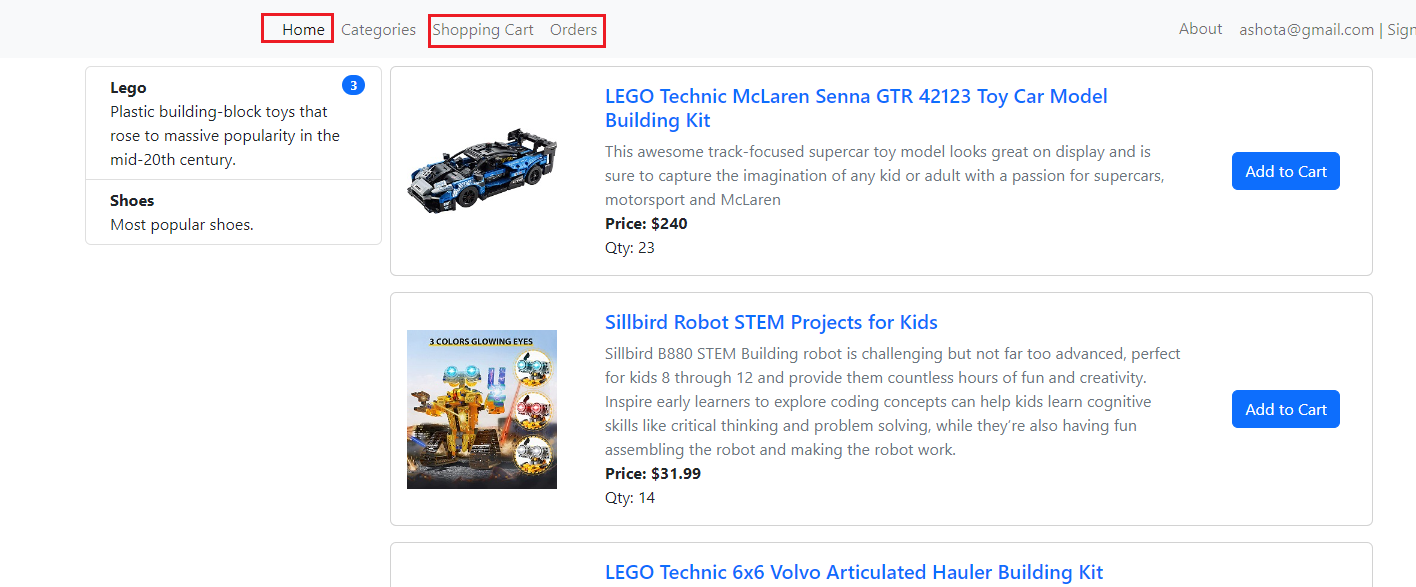 Home Categories Shopping Cart Orders About ashota@gmail.com | Sign
Lego 3
Plastic building-block toys that
rose to massive popularity in the
mid-20th century.
Shoes
Most popular shoes.
LEGO Technic McLaren Senna GTR 42123 Toy Car Model
Building Kit
This awesome track-focused supercar toy model looks great on display and is
sure to capture the imagination of any kid or adult with a passion for supercars,
motorsport and McLaren
Price: $240
Qty: 23
Add to Cart
3 COLORS GLOWING EYES
Sillbird Robot STEM Projects for Kids
Sillbird B880 STEM Building robot is challenging but not far too advanced, perfect
for kids 8 through 12 and provide them countless hours of fun and creativity.
Inspire early learners to explore coding concepts can help kids learn cognitive
skills like critical thinking and problem solving, while they're also having fun
assembling the robot and making the robot work.
Price: $31.99
Qty: 14
Add to Cart
LEGO Technic 6x6 Volvo Articulated Hauler Building Kit